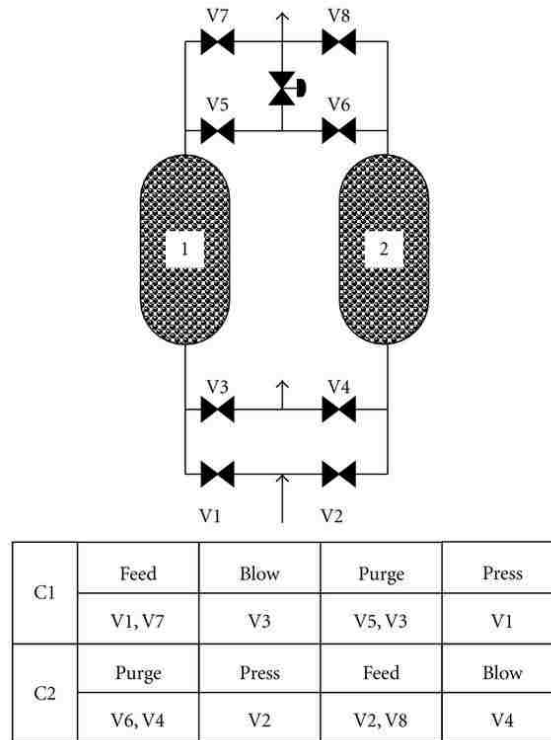 V7 V8
V5 V6
1 2
V3 V4
V1 V2
C1 Feed Blow Purge Press
V1, V7 V3 V5, V3 V1
C2 Purge Press Feed Blow
V6, V4 V2 V2, V8 V4